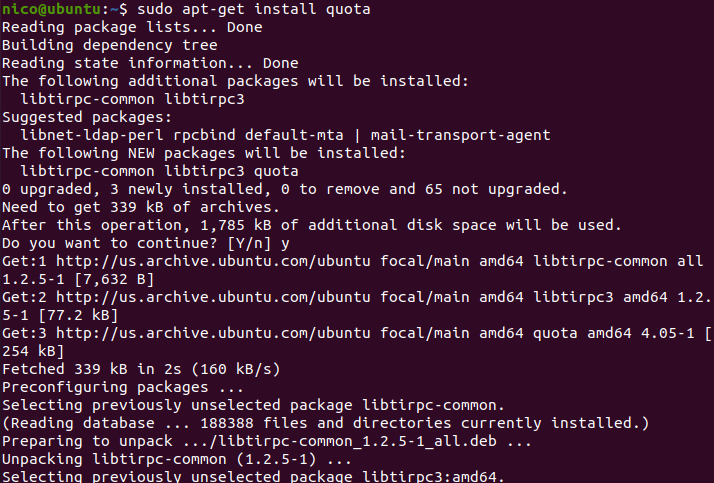 nico@ubuntu:~$ sudo apt-get install quota
Reading package lists... Done
Building dependency tree
Reading state information... Done
The following additional packages will be installed:
  libtirpc-common libtirpc3
Suggested packages:
  libnet-ldap-perl rpcbind default-mta | mail-transport-agent
The following NEW packages will be installed:
  libtirpc-common libtirpc3 quota
0 upgraded, 3 newly installed, 0 to remove and 65 not upgraded.
Need to get 339 kB of archives.
After this operation, 1,785 kB of additional disk space will be used.
Do you want to continue? [Y/n] y
Get:1 http://us.archive.ubuntu.com/ubuntu focal/main amd64 libtirpc-common all
1.2.5-1 [7,632 B]
Get:2 http://us.archive.ubuntu.com/ubuntu focal/main amd64 libtirpc3 amd64 1.2.
5-1 [77.2 kB]
Get:3 http://us.archive.ubuntu.com/ubuntu focal/main amd64 quota amd64 4.05-1 [
254 kB]
Fetched 339 kB in 2s (160 kB/s)
Preconfiguring packages ...
Selecting previously unselected package libtirpc-common.
(Reading database ... 188388 files and directories currently installed.)
Preparing to unpack .../libtirpc-common_1.2.5-1_all.deb ...
Unpacking libtirpc-common (1.2.5-1) ...
Selecting previously unselected package libtirpc3:amd64.